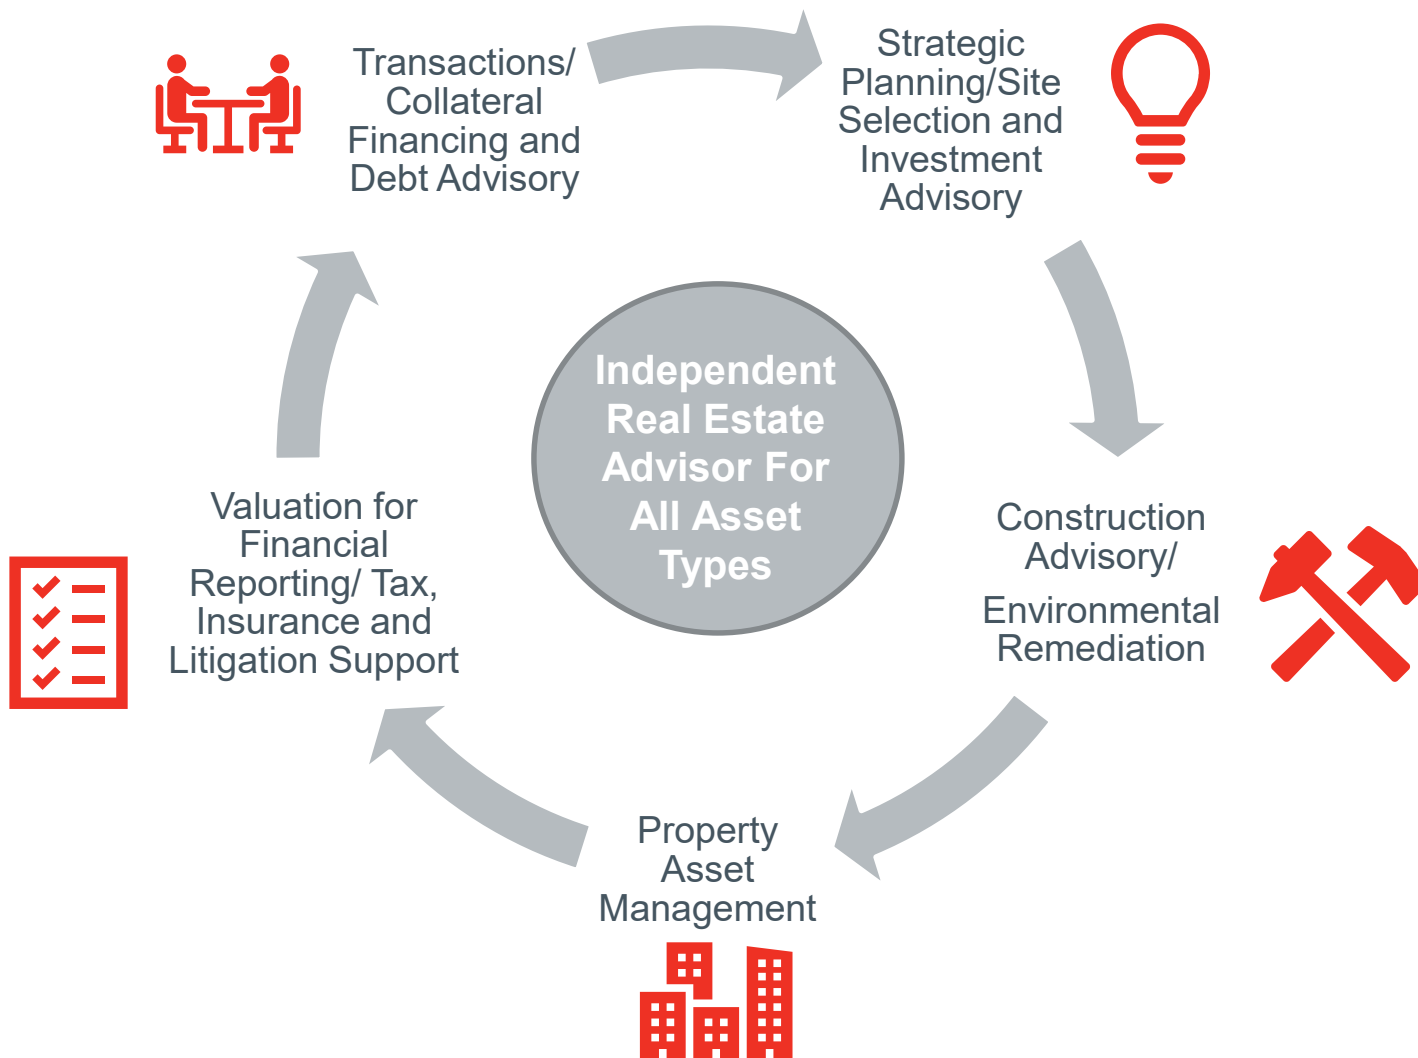 Transactions/
Collateral
Financing and
Debt Advisory
Strategic
Planning/Site
Selection and
Investment
Advisory
Independent
Real Estate
Advisor For
All Asset
Types
Valuation for
Financial
Reporting/ Tax,
Insurance and
Litigation Support
Construction
Advisory/
Environmental
Remediation
Property
Asset
Management